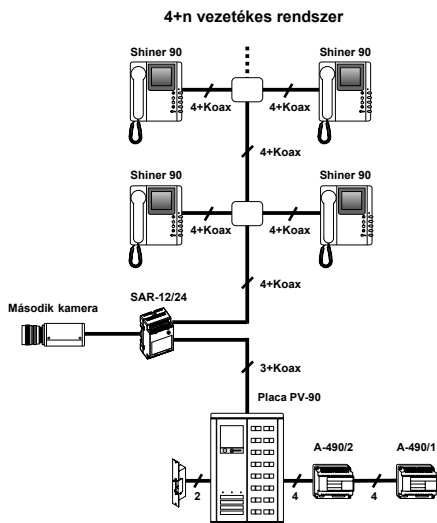 4+n vezetékes rendszer
Shiner 90
Shiner 90
4+Koax
4+Koax
4+Koax
Shiner 90
Shiner 90
4+Koax
4+Koax
4+Koax
SAR-12/24
Második kamera
3+Koax
Placa PV-90
A-490/2
A-490/1
2
4
4